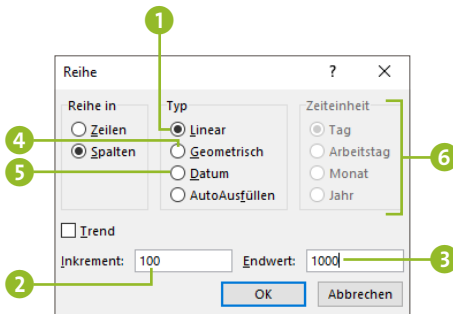 1
Reihe ? ×
Reihe in Typ Zeiteinheit
Zeilen Linear Tag
4 Spalten Geometrisch Arbeitstag 6
5 Datum Monat
AutoAusfüllen Jahr
Trend
Inkrement: 100 Endwert: 1000 3
2 OK Abbrechen